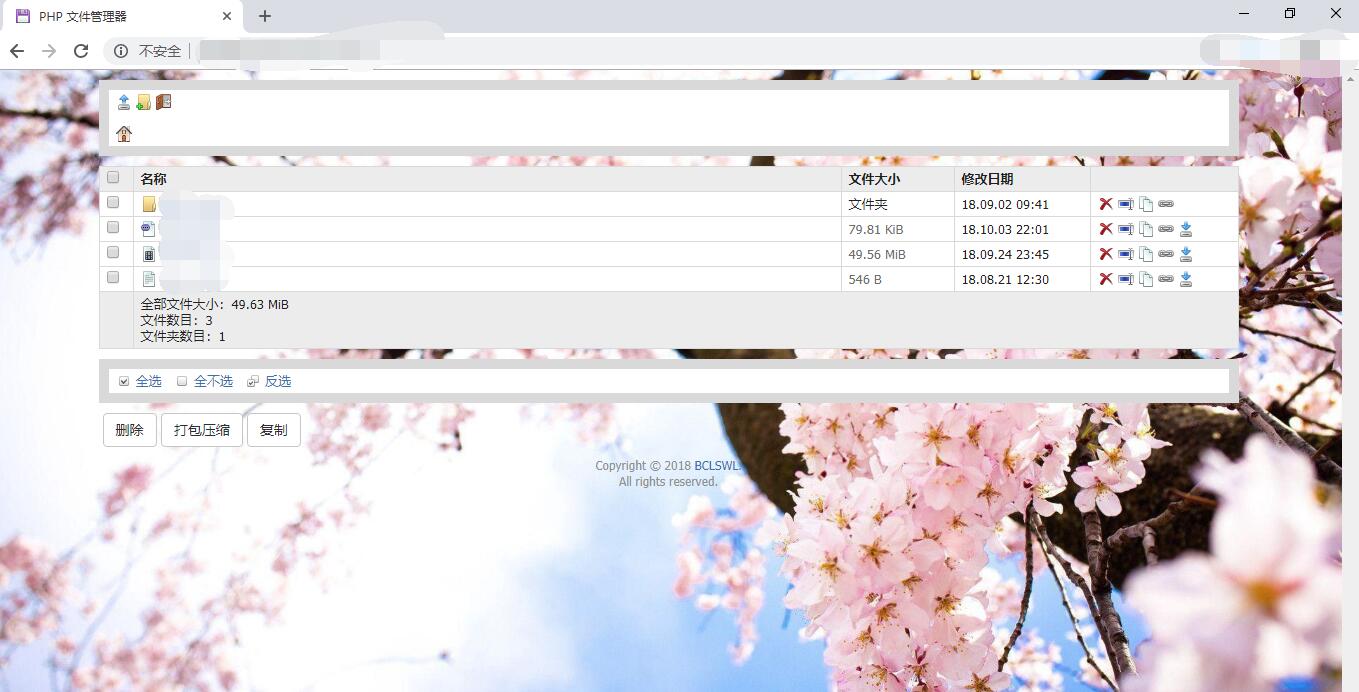 PHP 文件管理器
不安全
名称 文件大小 修改日期
文件夹 18.09.02 09:41
79.81 KiB 18.10.03 22:01
49.56 MiB 18.09.24 23:45
546 B 18.08.21 12:30
全部文件大小：49.63 MiB
文件数目：3
文件夹数目：1
全选 全不选 反选
删除 打包压缩 复制
Copyright © 2018 BCLSWL.
All rights reserved.